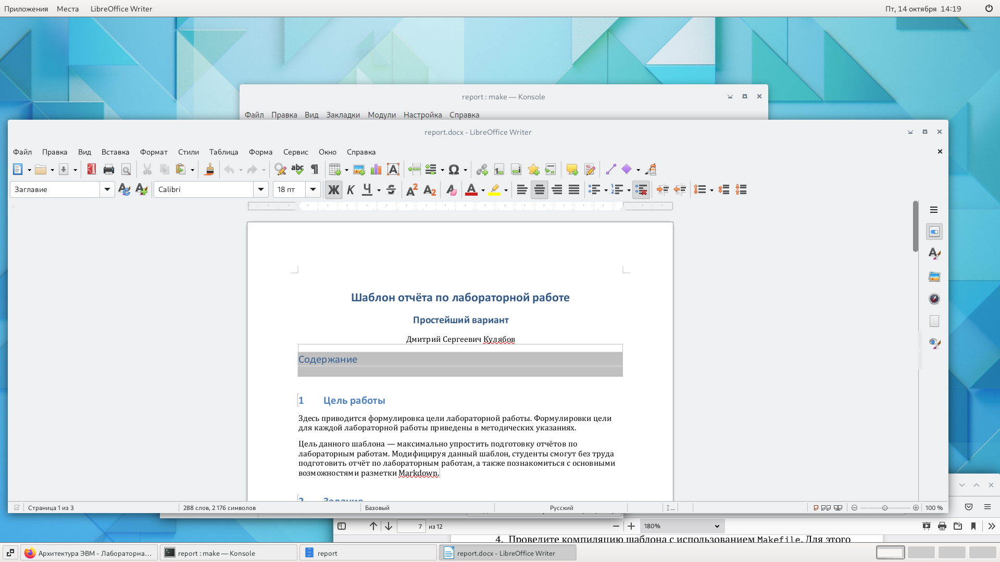 Приложения Места LibreOffice Writer Пт, 14 октября 14:19
report : make — Konsole
Файл Правка Вид Закладки Модули Настройка Справка
report.docx - LibreOffice Writer
Файл Правка Вид Вставка Формат Стили Таблица Форма Сервис Окно Справка
Заглавие Calibri 18 пт Ж К Ч S
Шаблон отчёта по лабораторной работе
Простейший вариант
Дмитрий Сергеевич Кулябов
Содержание
1 Цель работы
Здесь приводится формулировка цели лабораторной работы. Формулировки цели
для каждой лабораторной работы приведены в методических указаниях.
Цель данного шаблона — максимально упростить подготовку отчётов по
лабораторным работам. Модифицируя данный шаблон, студенты смогут без труда
подготовить отчёт по лабораторным работам, а также познакомиться с основными
возможностями разметки Markdown.
2 Задание
Страница 1 из 3 288 слов, 2 176 символов Базовый Русский 100 %
7 из 12 180%
4. Проведите компиляцию шаблона с использованием Makefile. Для этого
Архитектура ЭВМ - Лабораторна... report : make — Konsole report report.docx - LibreOffice Writer